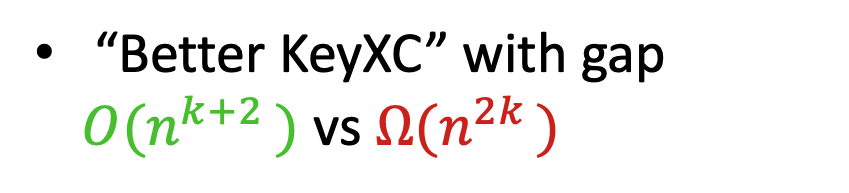 • “Better KeyXC” with gap
O(n^{k+2}) vs Ω(n^{2k})